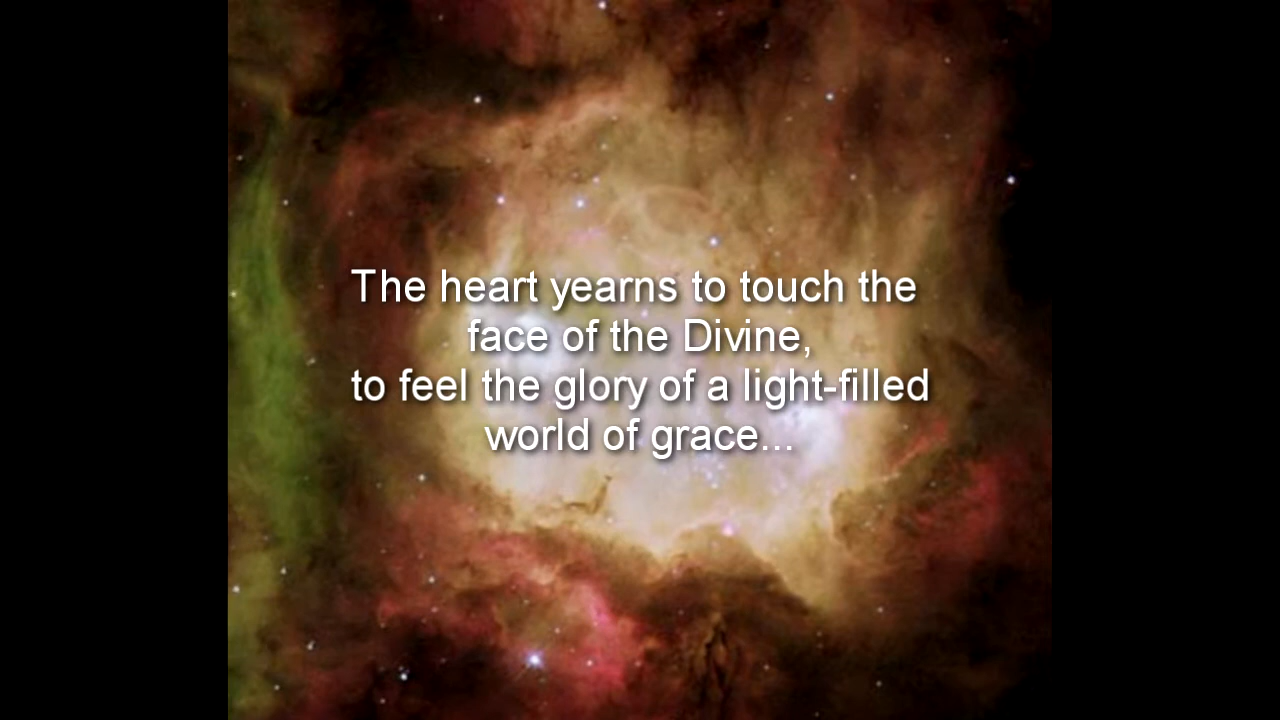 The heart yearns to touch the
face of the Divine,
to feel the glory of a light-filled
world of grace...